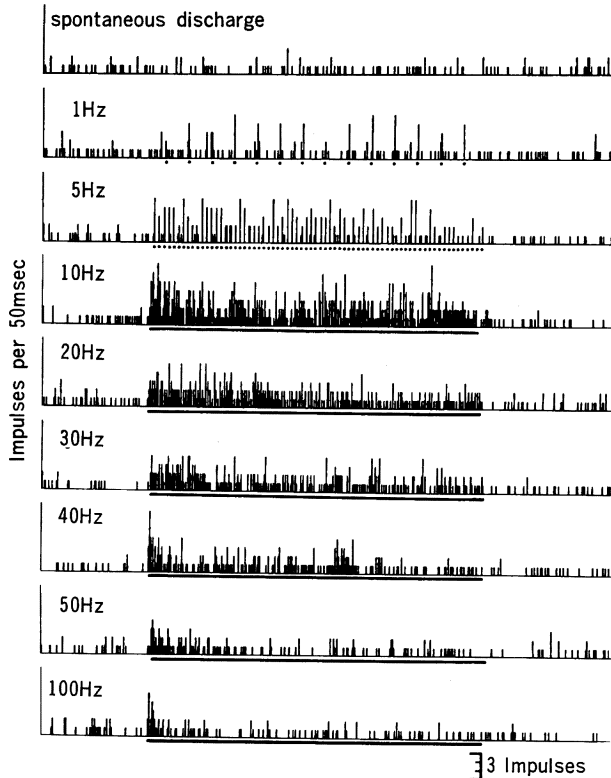 spontaneous discharge
1Hz
5Hz
10Hz
20Hz
30Hz
40Hz
50Hz
100Hz
Impulses per 50msec
3 Impulses